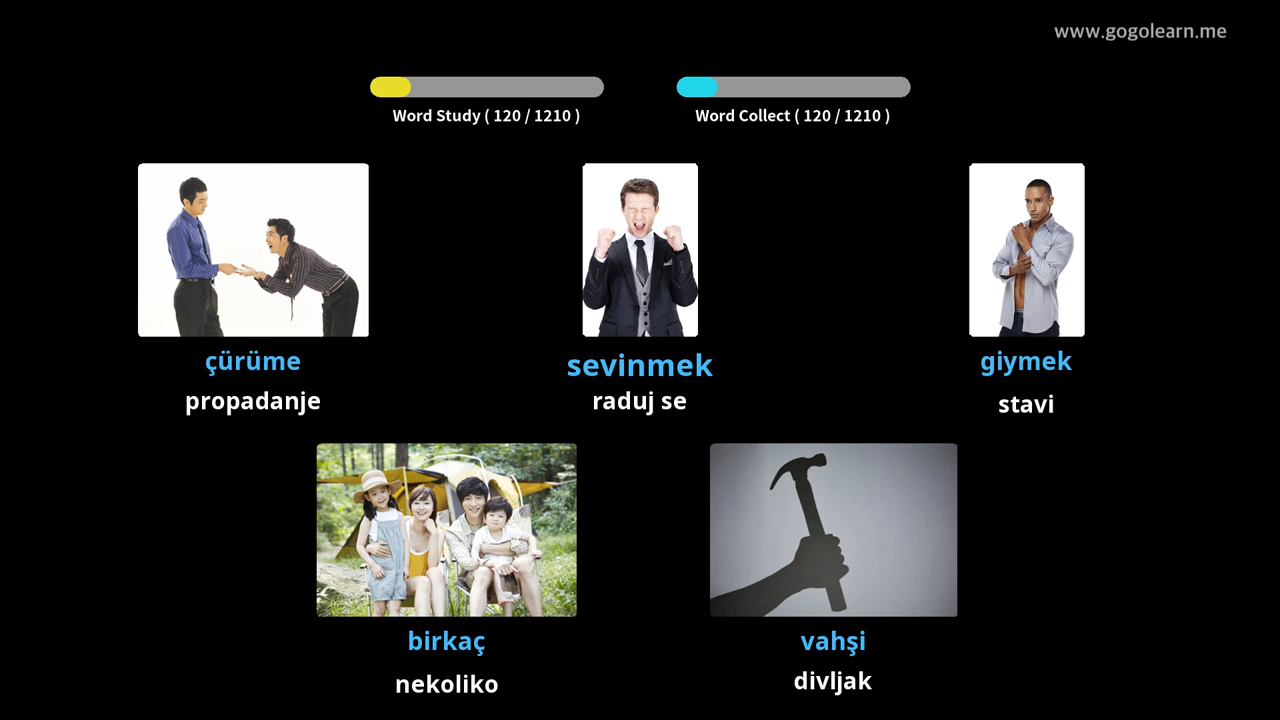 www.gogolearn.me
Word Study ( 120 / 1210 )
Word Collect ( 120 / 1210 )
çürüme
propadanje
sevinmek
raduj se
giymek
stavi
birkaç
nekoliko
vahşi
divljak